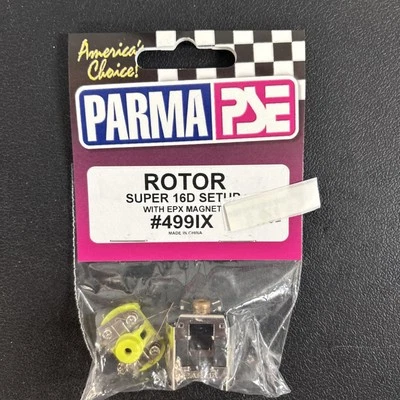 America's
Choice!
PARMA PSE
ROTOR
SUPER 16D SETUP
WITH EPX MAGNET
#499IX
MADE IN CHINA